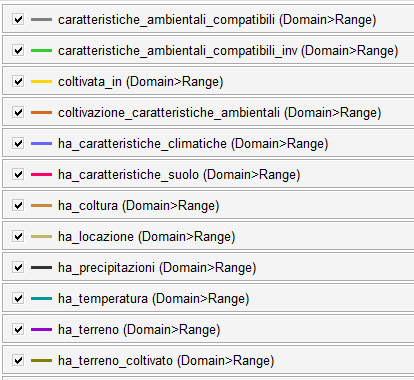 caratteristiche_ambientali_compatibili (Domain>Range)
caratteristiche_ambientali_compatibili_inv (Domain>Range)
coltivata_in (Domain>Range)
coltivazione_caratteristiche_ambientali (Domain>Range)
ha_caratteristiche_climatiche (Domain>Range)
ha_caratteristiche_suolo (Domain>Range)
ha_coltura (Domain>Range)
ha_locazione (Domain>Range)
ha_precipitazioni (Domain>Range)
ha_temperatura (Domain>Range)
ha_terreno (Domain>Range)
ha_terreno_coltivato (Domain>Range)